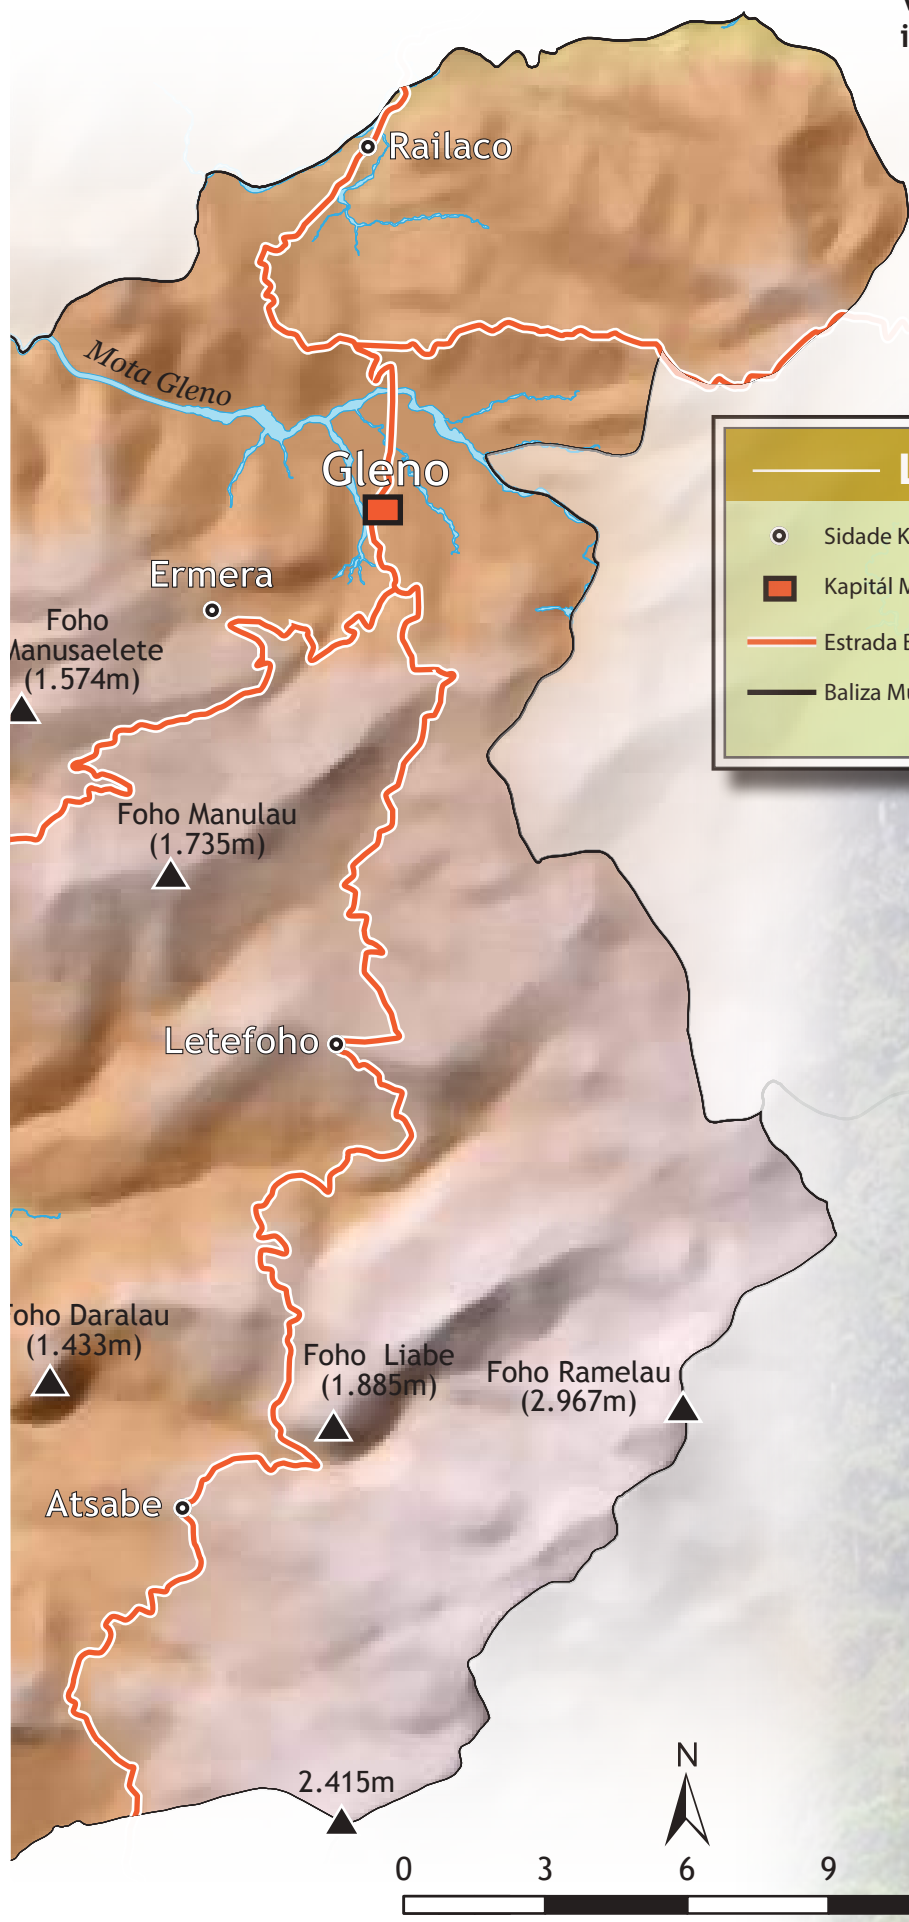 Railaco
Mota Gleno
Gleno
Sidade
Kapitál
Ermera
Estrada
Baliza
Foho
(1.574m)
Foho Manulau
(1.735m)
Letefoho
Daralau
(1.433m)
Foho Liabe
(1.885m)
Foho Ramelau
(2.967m)
Atsabe
2.415m
N
0 3 6 9